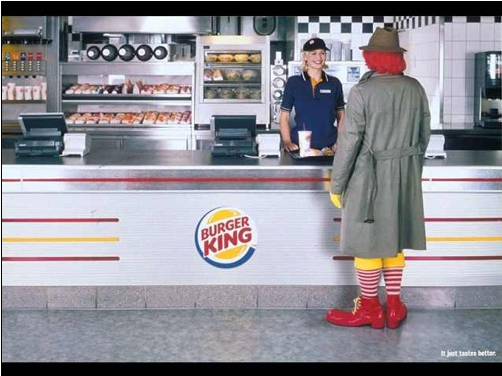 BURGER
KING
It just tastes better.